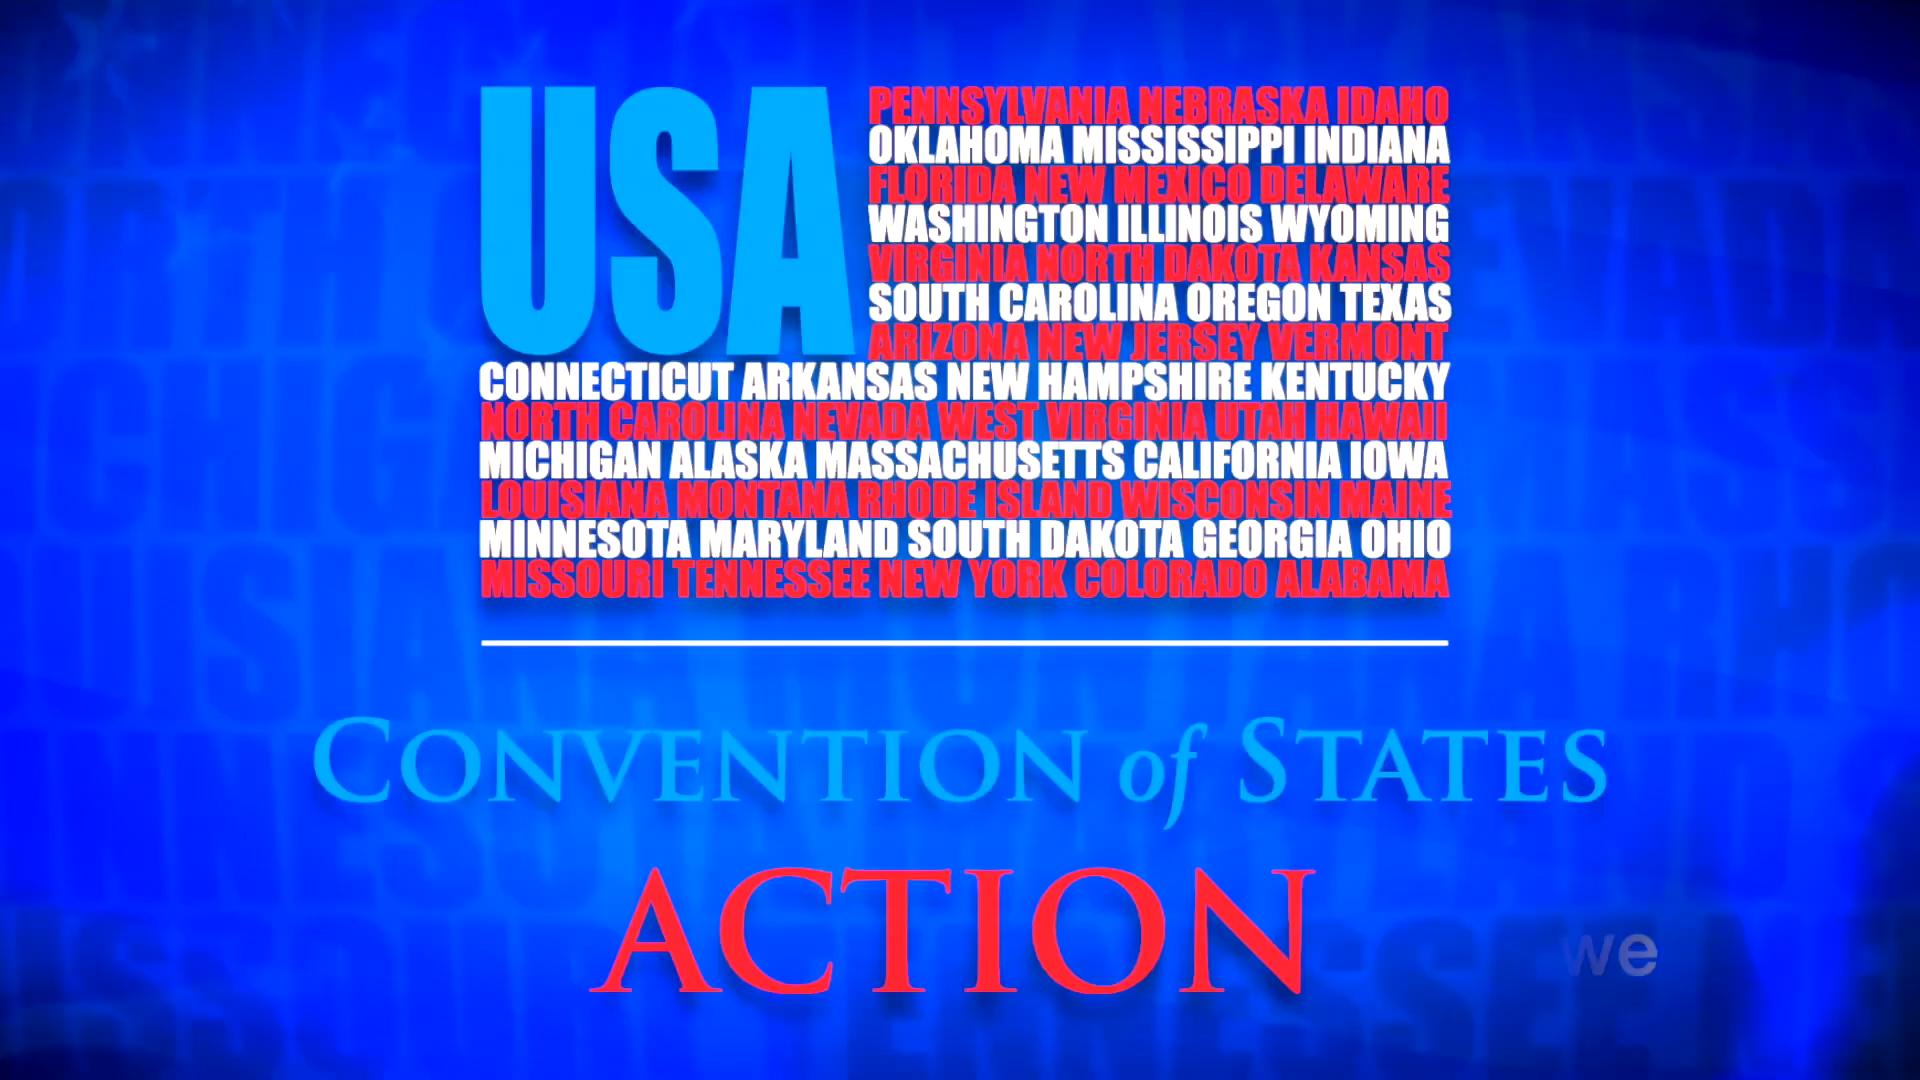 USA
PENNSYLVANIA NEBRASKA IDAHO
OKLAHOMA MISSISSIPPI INDIANA
FLORIDA NEW MEXICO DELAWARE
WASHINGTON ILLINOIS WYOMING
VIRGINIA NORTH DAKOTA KANSAS
SOUTH CAROLINA OREGON TEXAS
ARIZONA NEW JERSEY VERMONT
CONNECTICUT ARKANSAS NEW HAMPSHIRE KENTUCKY
NORTH CAROLINA NEVADA WEST VIRGINIA UTAH HAWAII
MICHIGAN ALASKA MASSACHUSETTS CALIFORNIA IOWA
LOUISIANA MONTANA RHODE ISLAND WISCONSIN MAINE
MINNESOTA MARYLAND SOUTH DAKOTA GEORGIA OHIO
MISSOURI TENNESSEE NEW YORK COLORADO ALABAMA
CONVENTION of STATES
ACTION
we